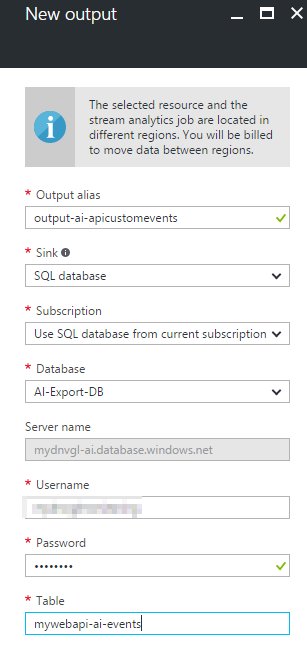 New output
The selected resource and the
stream analytics job are located in
different regions. You will be billed
to move data between regions.
* Output alias
output-ai-apicustomevents
* Sink
SQL database
* Subscription
Use SQL database from current subscription
* Database
AI-Export-DB
Server name
mydnvgl-ai.database.windows.net
* Username
* Password
••••••••
* Table
mywebapi-ai-events